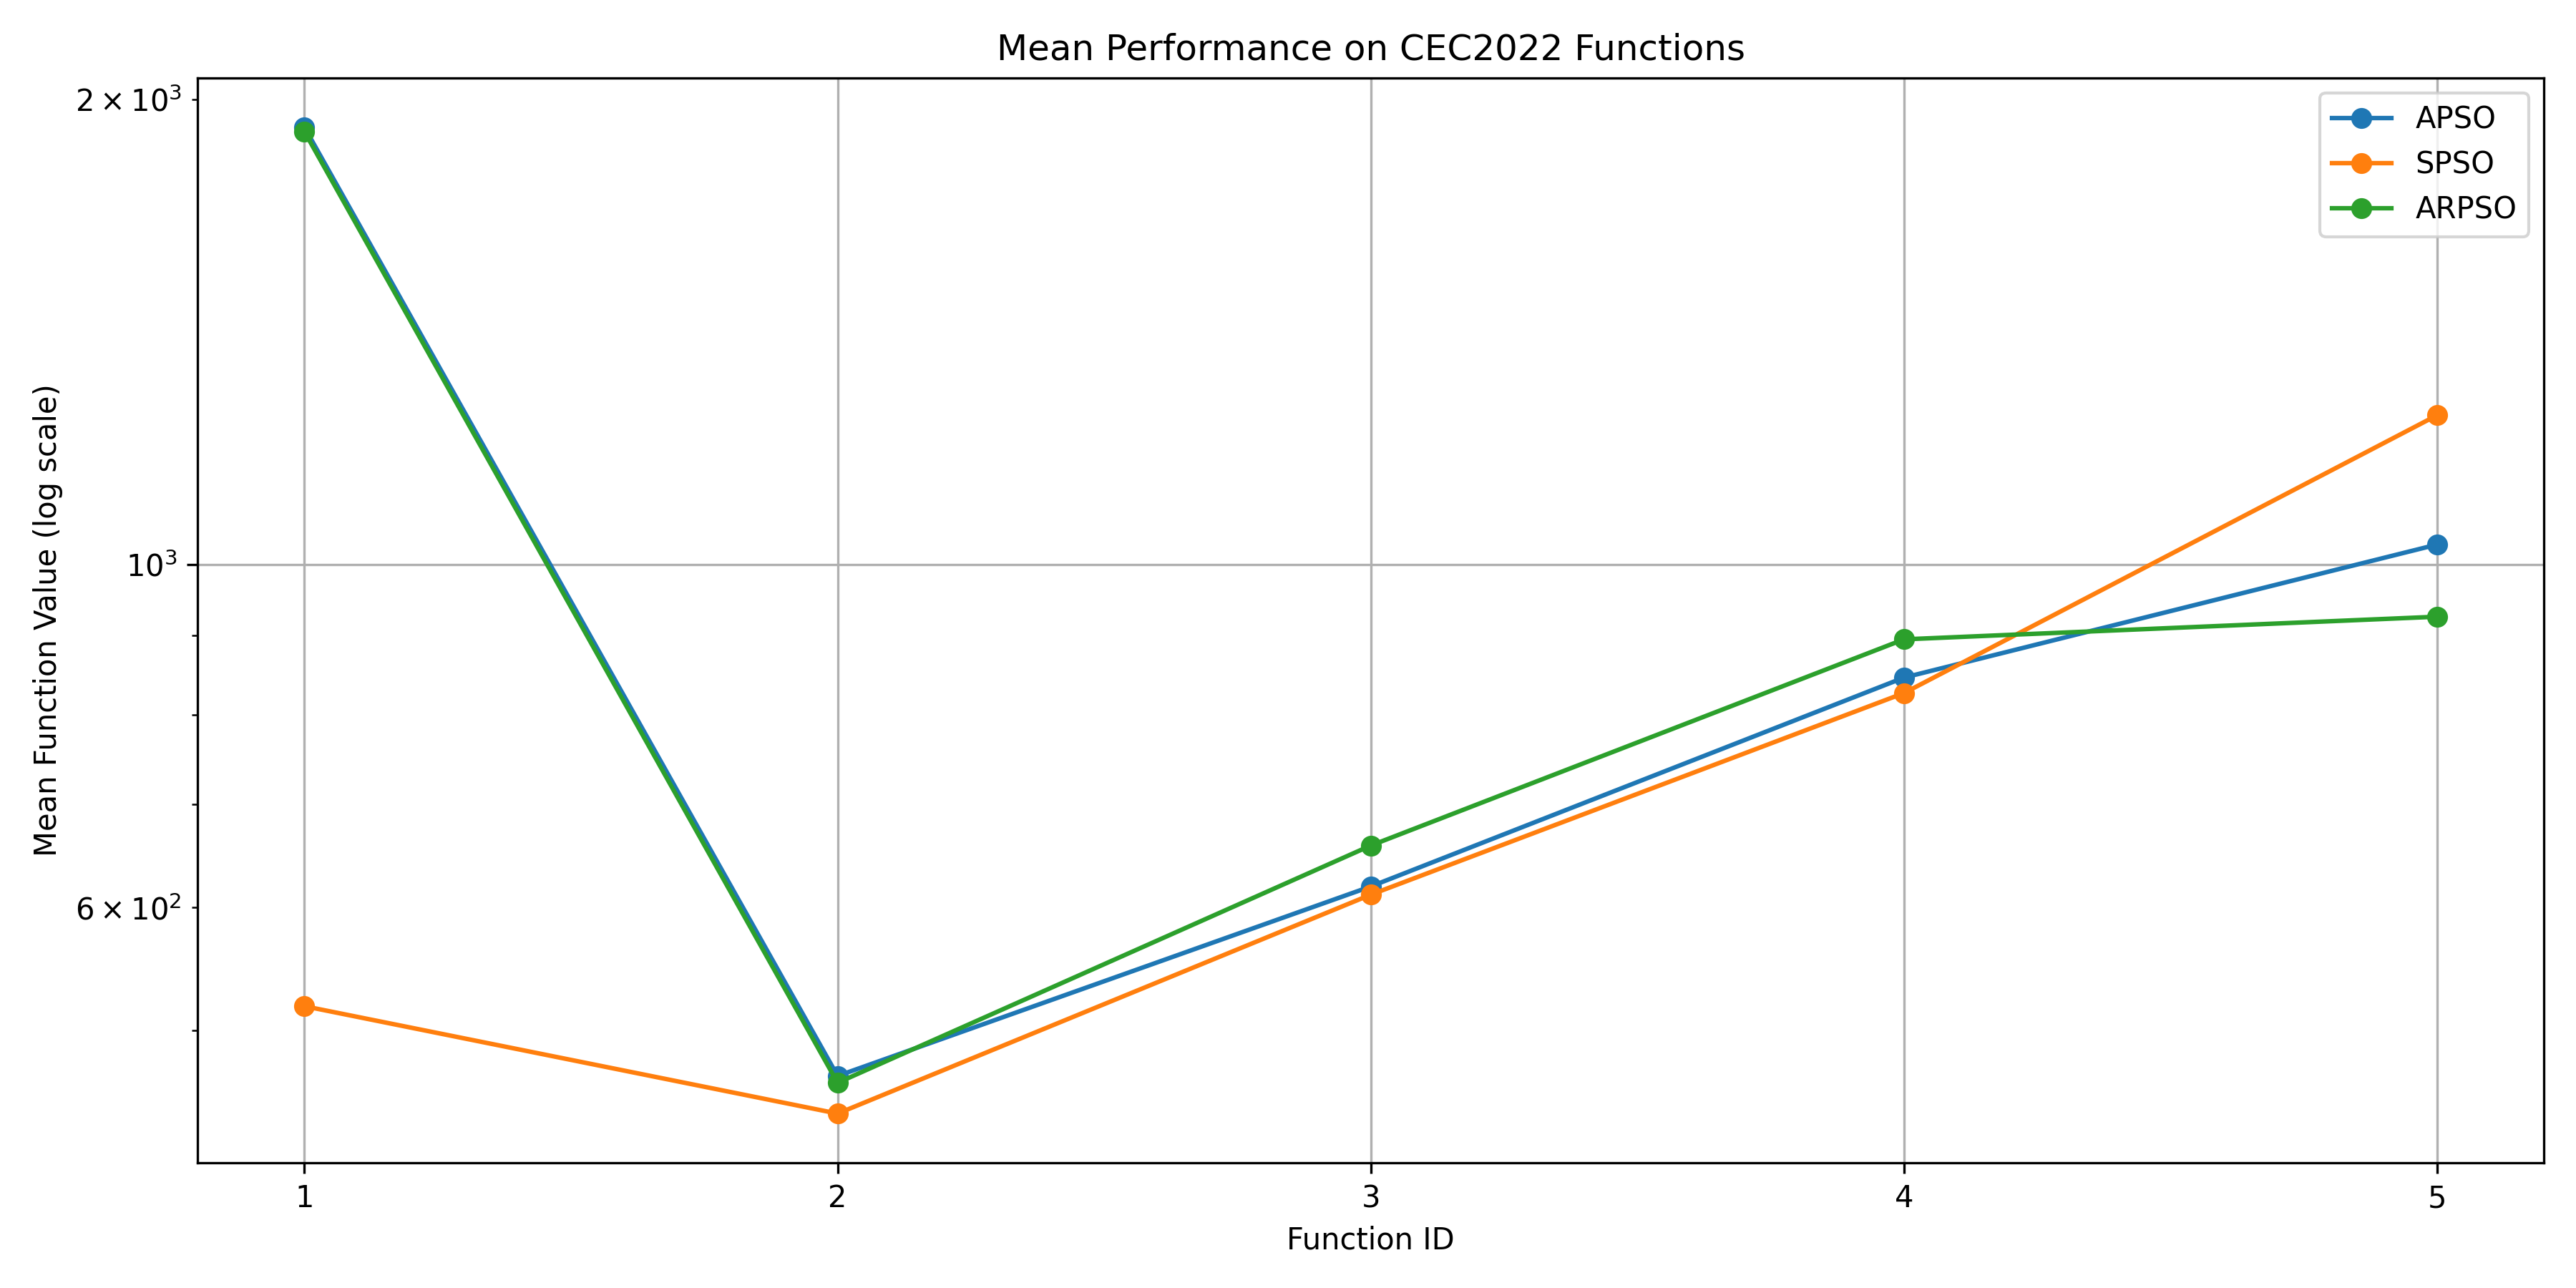 Mean Performance on CEC2022 Functions
2 × 10³
10³
6 × 10²
Mean Function Value (log scale)
APSO
SPSO
ARPSO
1 2 3 4 5
Function ID